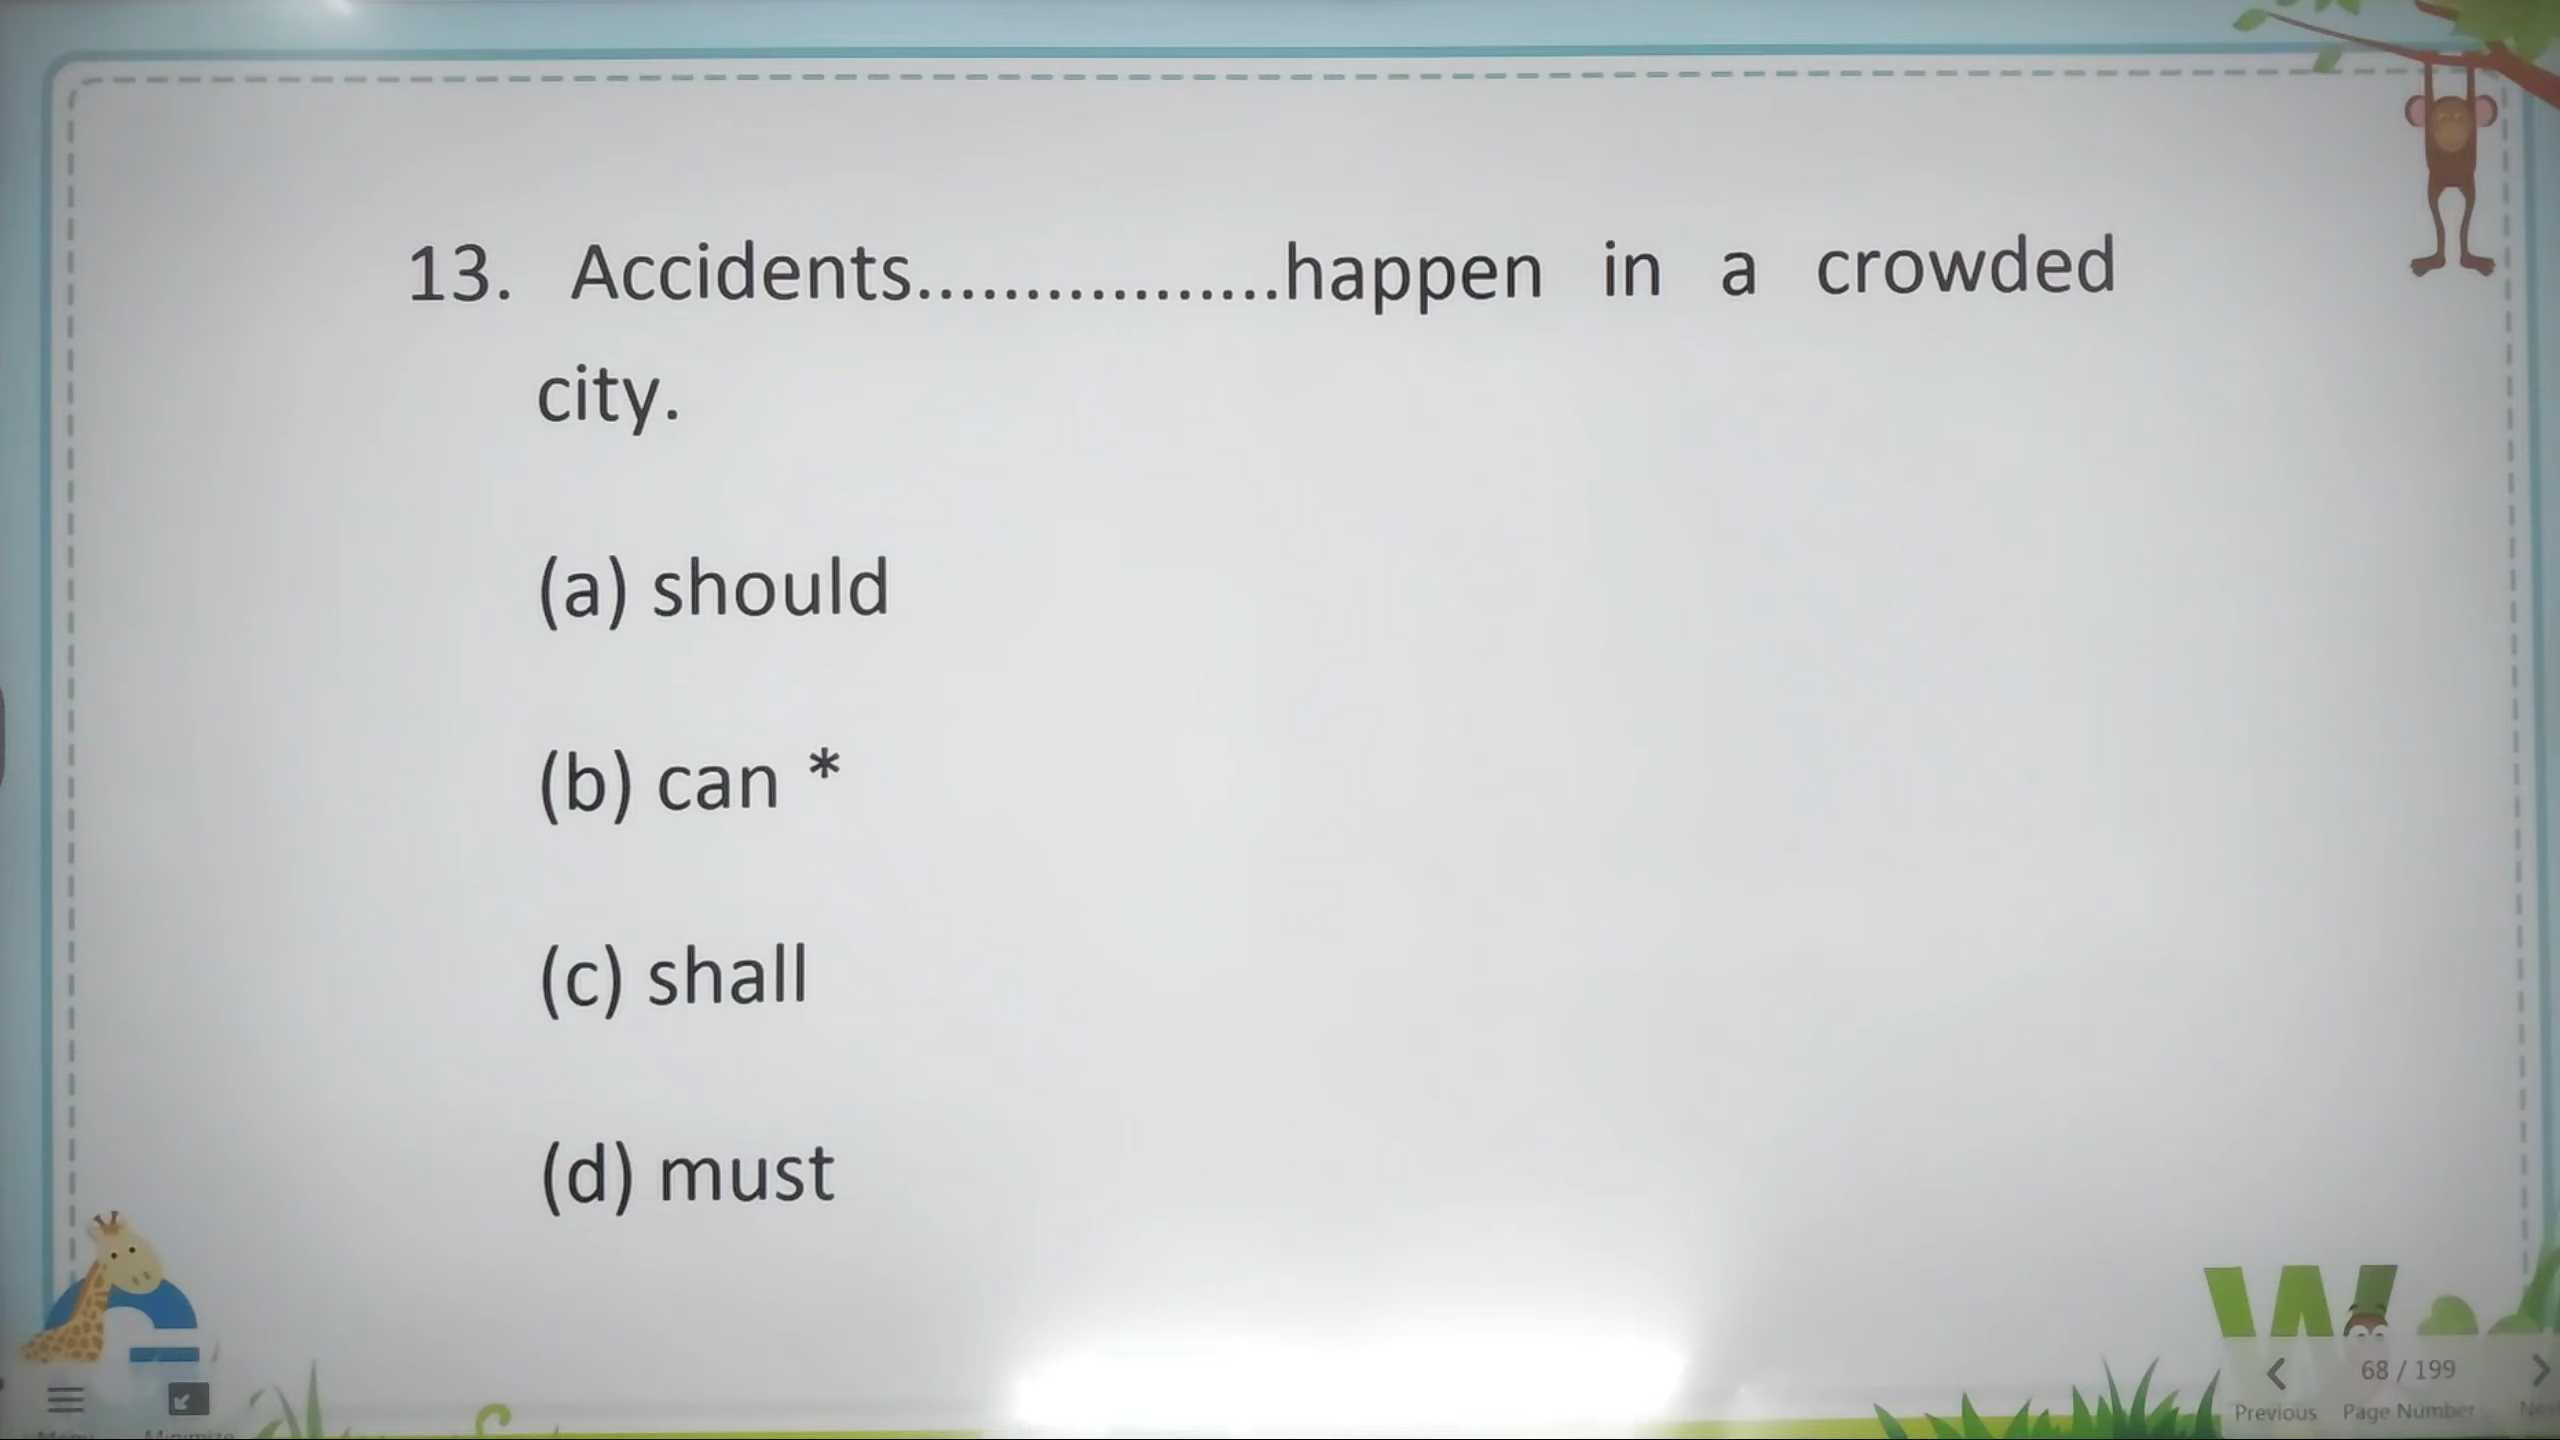 13. Accidents.................happen in a crowded
city.
(a) should
(b) can *
(c) shall
(d) must
W
68 / 199
Previous Page Number